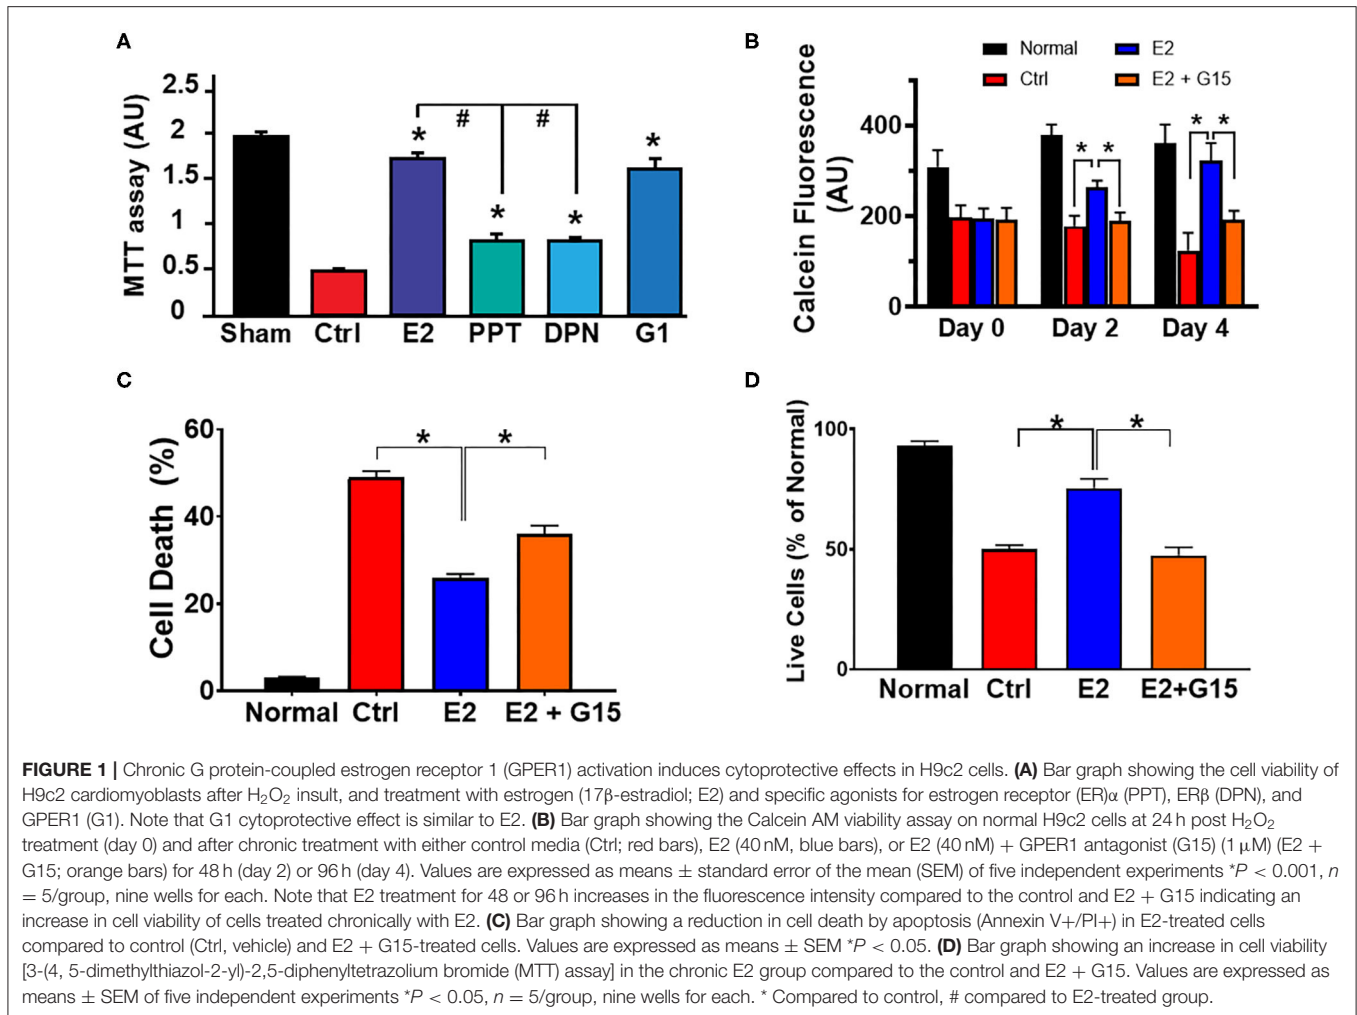 A
MTT assay (AU)
2.5
2
1.5
1
0.5
0
*
#
#
*
*
*
Sham Ctrl E2 PPT DPN G1
B
Normal E2
Ctrl E2 + G15
Calcein Fluorescence
(AU)
400
200
0
* *
* *
Day 0 Day 2 Day 4
C
Cell Death (%)
60
40
20
0
* *
Normal Ctrl E2 E2 + G15
D
Live Cells (% of Normal)
100
50
0
* *
Normal Ctrl E2 E2+G15
FIGURE 1 | Chronic G protein-coupled estrogen receptor 1 (GPER1) activation induces cytoprotective effects in H9c2 cells. (A) Bar graph showing the cell viability of
H9c2 cardiomyoblasts after H₂O₂ insult, and treatment with estrogen (17β-estradiol; E2) and specific agonists for estrogen receptor (ER)α (PPT), ERβ (DPN), and
GPER1 (G1). Note that G1 cytoprotective effect is similar to E2. (B) Bar graph showing the Calcein AM viability assay on normal H9c2 cells at 24 h post H₂O₂
treatment (day 0) and after chronic treatment with either control media (Ctrl; red bars), E2 (40 nM, blue bars), or E2 (40 nM) + GPER1 antagonist (G15) (1 μM) (E2 +
G15; orange bars) for 48 h (day 2) or 96 h (day 4). Values are expressed as means ± standard error of the mean (SEM) of five independent experiments *P < 0.001, n
= 5/group, nine wells for each. Note that E2 treatment for 48 or 96 h increases in the fluorescence intensity compared to the control and E2 + G15 indicating an
increase in cell viability of cells treated chronically with E2. (C) Bar graph showing a reduction in cell death by apoptosis (Annexin V+/PI+) in E2-treated cells
compared to control (Ctrl, vehicle) and E2 + G15-treated cells. Values are expressed as means ± SEM *P < 0.05. (D) Bar graph showing an increase in cell viability
[3-(4, 5-dimethylthiazol-2-yl)-2,5-diphenyltetrazolium bromide (MTT) assay] in the chronic E2 group compared to the control and E2 + G15. Values are expressed as
means ± SEM of five independent experiments *P < 0.05, n = 5/group, nine wells for each. * Compared to control, # compared to E2-treated group.